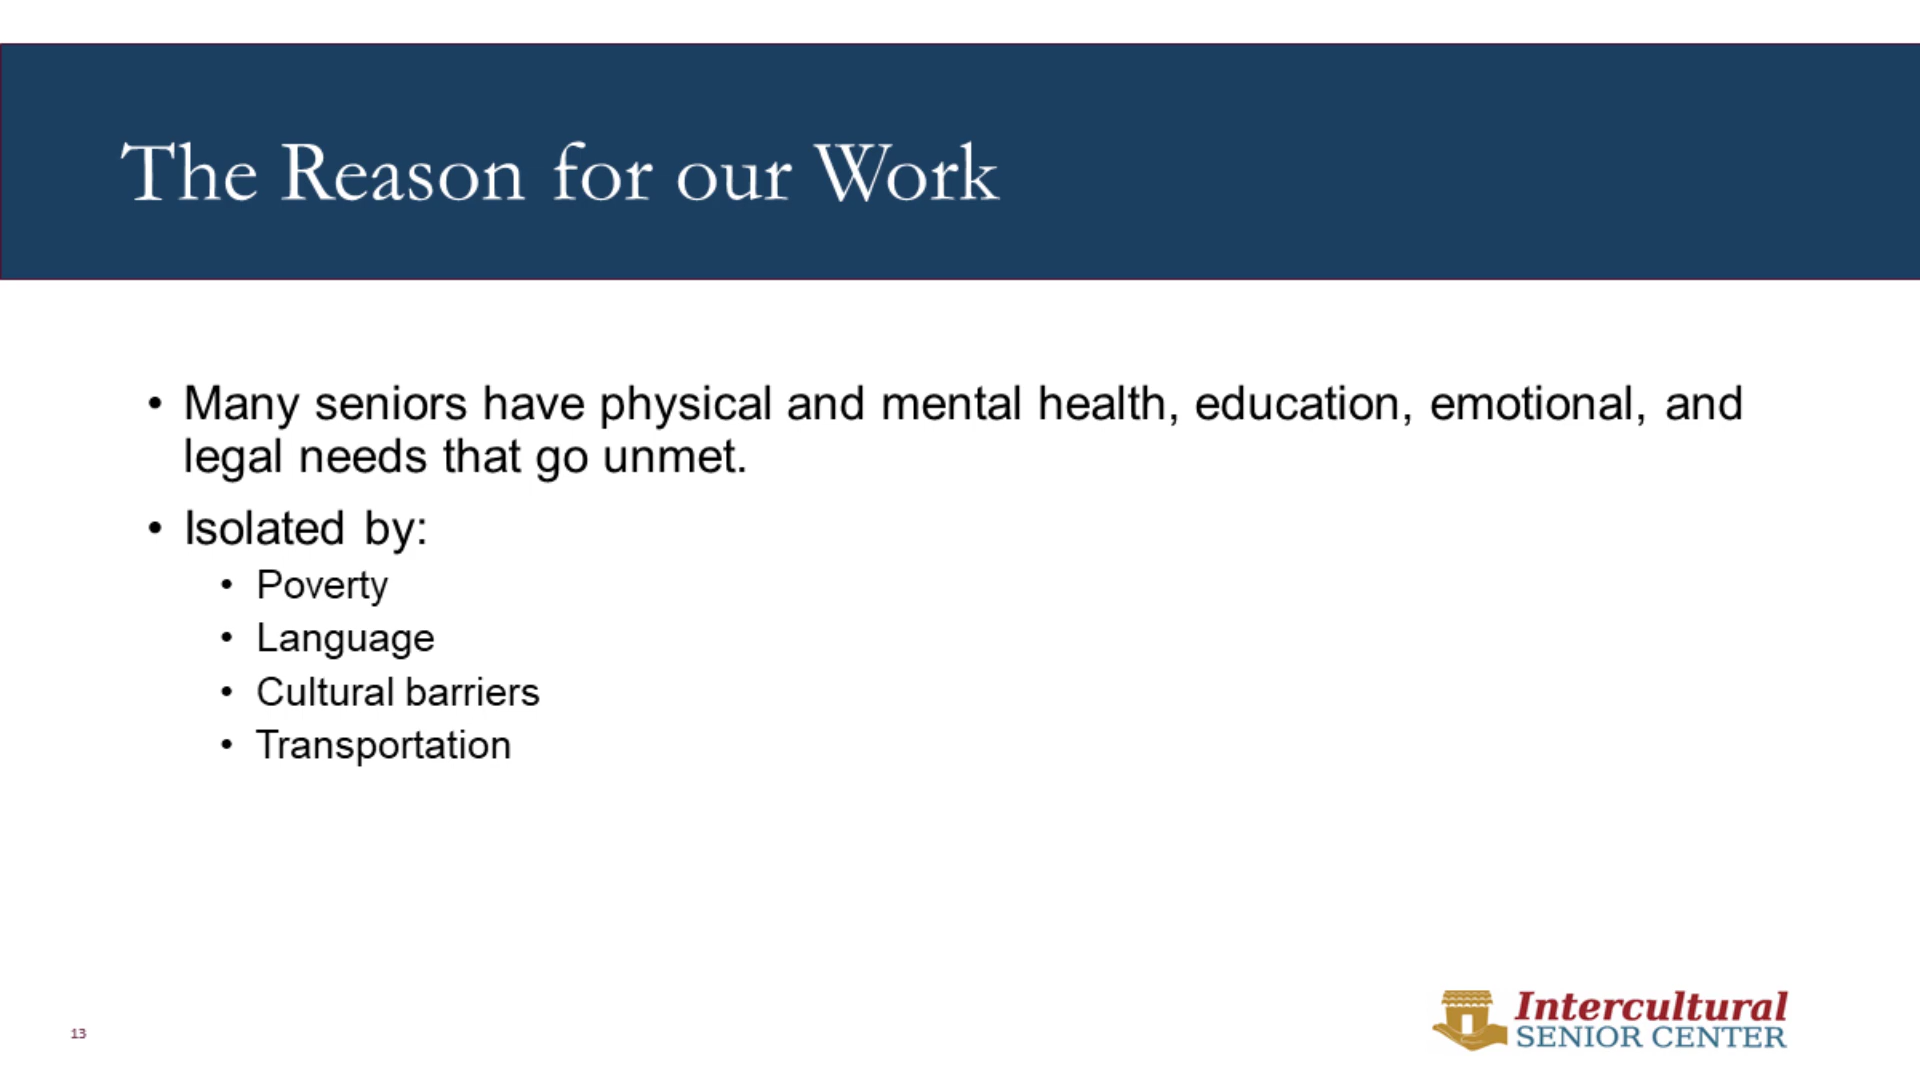 The Reason for our Work
• Many seniors have physical and mental health, education, emotional, and
legal needs that go unmet.
• Isolated by:
• Poverty
• Language
• Cultural barriers
• Transportation
13
Intercultural
SENIOR CENTER